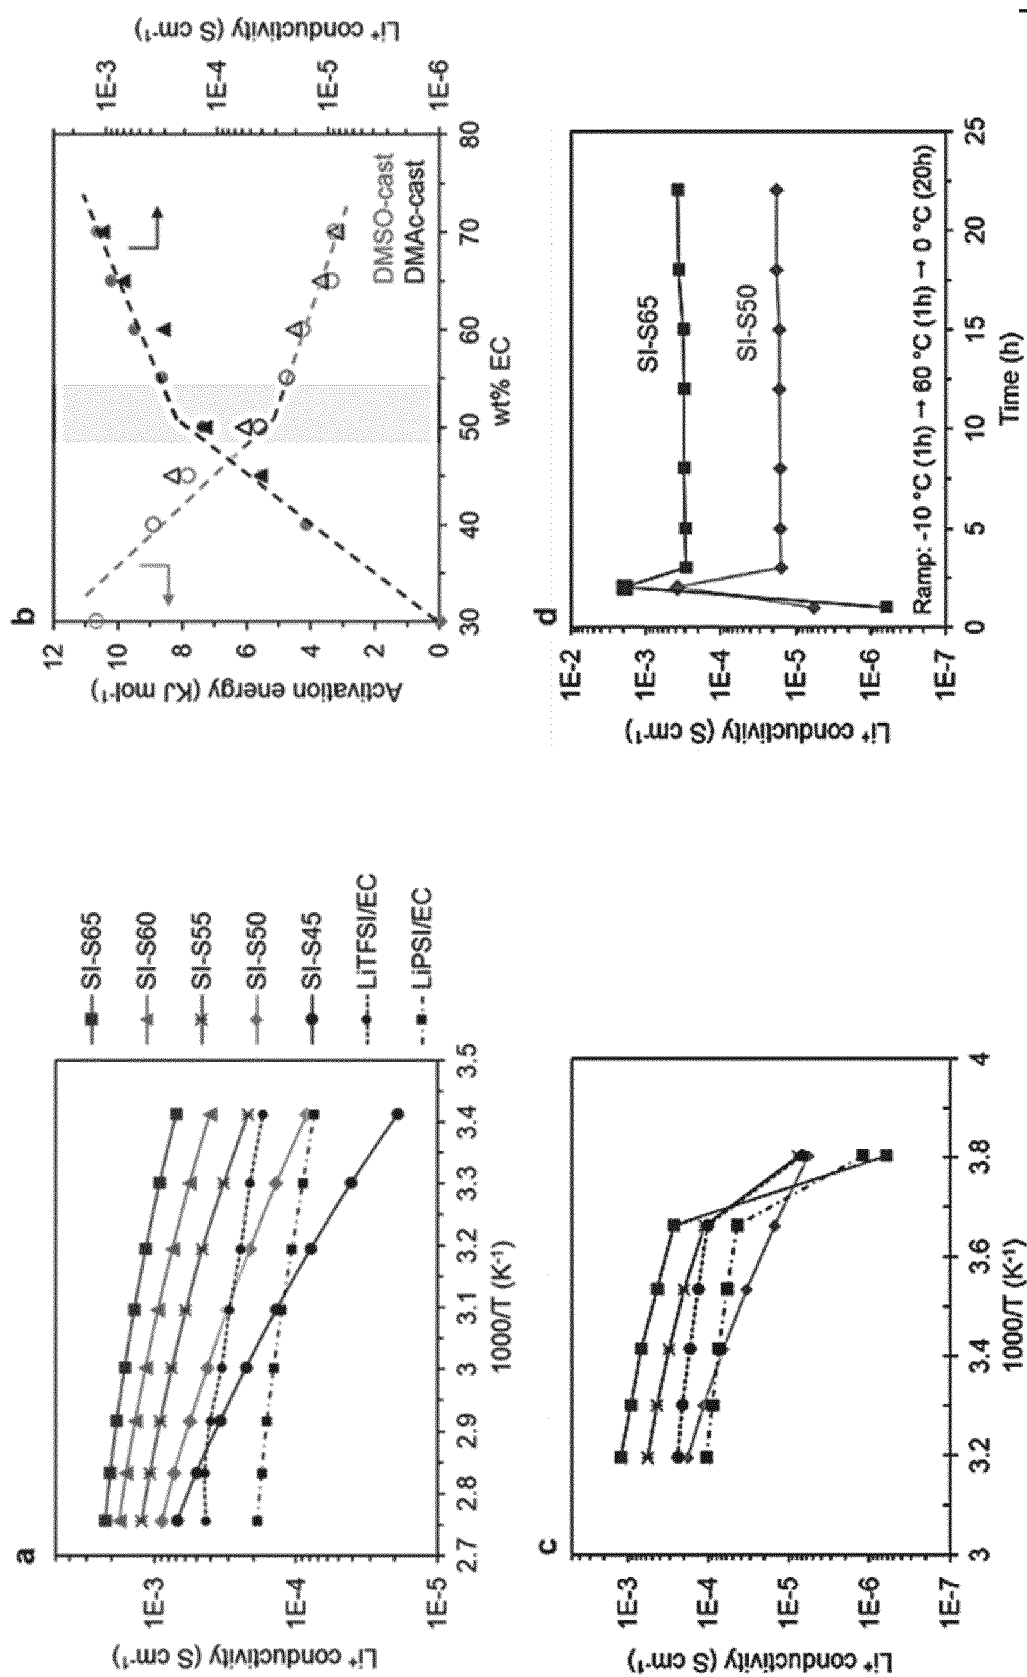 a
Li⁺ conductivity (S cm⁻¹)
1E-3
1E-4
1E-5
2.7 2.8 2.9 3 3.1 3.2 3.3 3.4 3.5
1000/T (K⁻¹)
SI-S65
SI-S60
SI-S55
SI-S50
SI-S45
LiTFSI/EC
LiPSI/EC
b
Activation energy (KJ mol⁻¹)
12
10
8
6
4
2
0
30 40 50 60 70 80
wt% EC
DMSO-cast
DMAc-cast
1E-3
1E-4
1E-5
1E-6
Li⁺ conductivity (S cm⁻¹)
c
Li⁺ conductivity (S cm⁻¹)
1E-3
1E-4
1E-5
1E-6
1E-7
3 3.2 3.4 3.6 3.8 4
1000/T (K⁻¹)
d
Li⁺ conductivity (S cm⁻¹)
1E-2
1E-3
1E-4
1E-5
1E-6
1E-7
SI-S65
SI-S50
Ramp: -10 °C (1h) → 60 °C (1h) → 0 °C (20h)
0 5 10 15 20 25
Time (h)